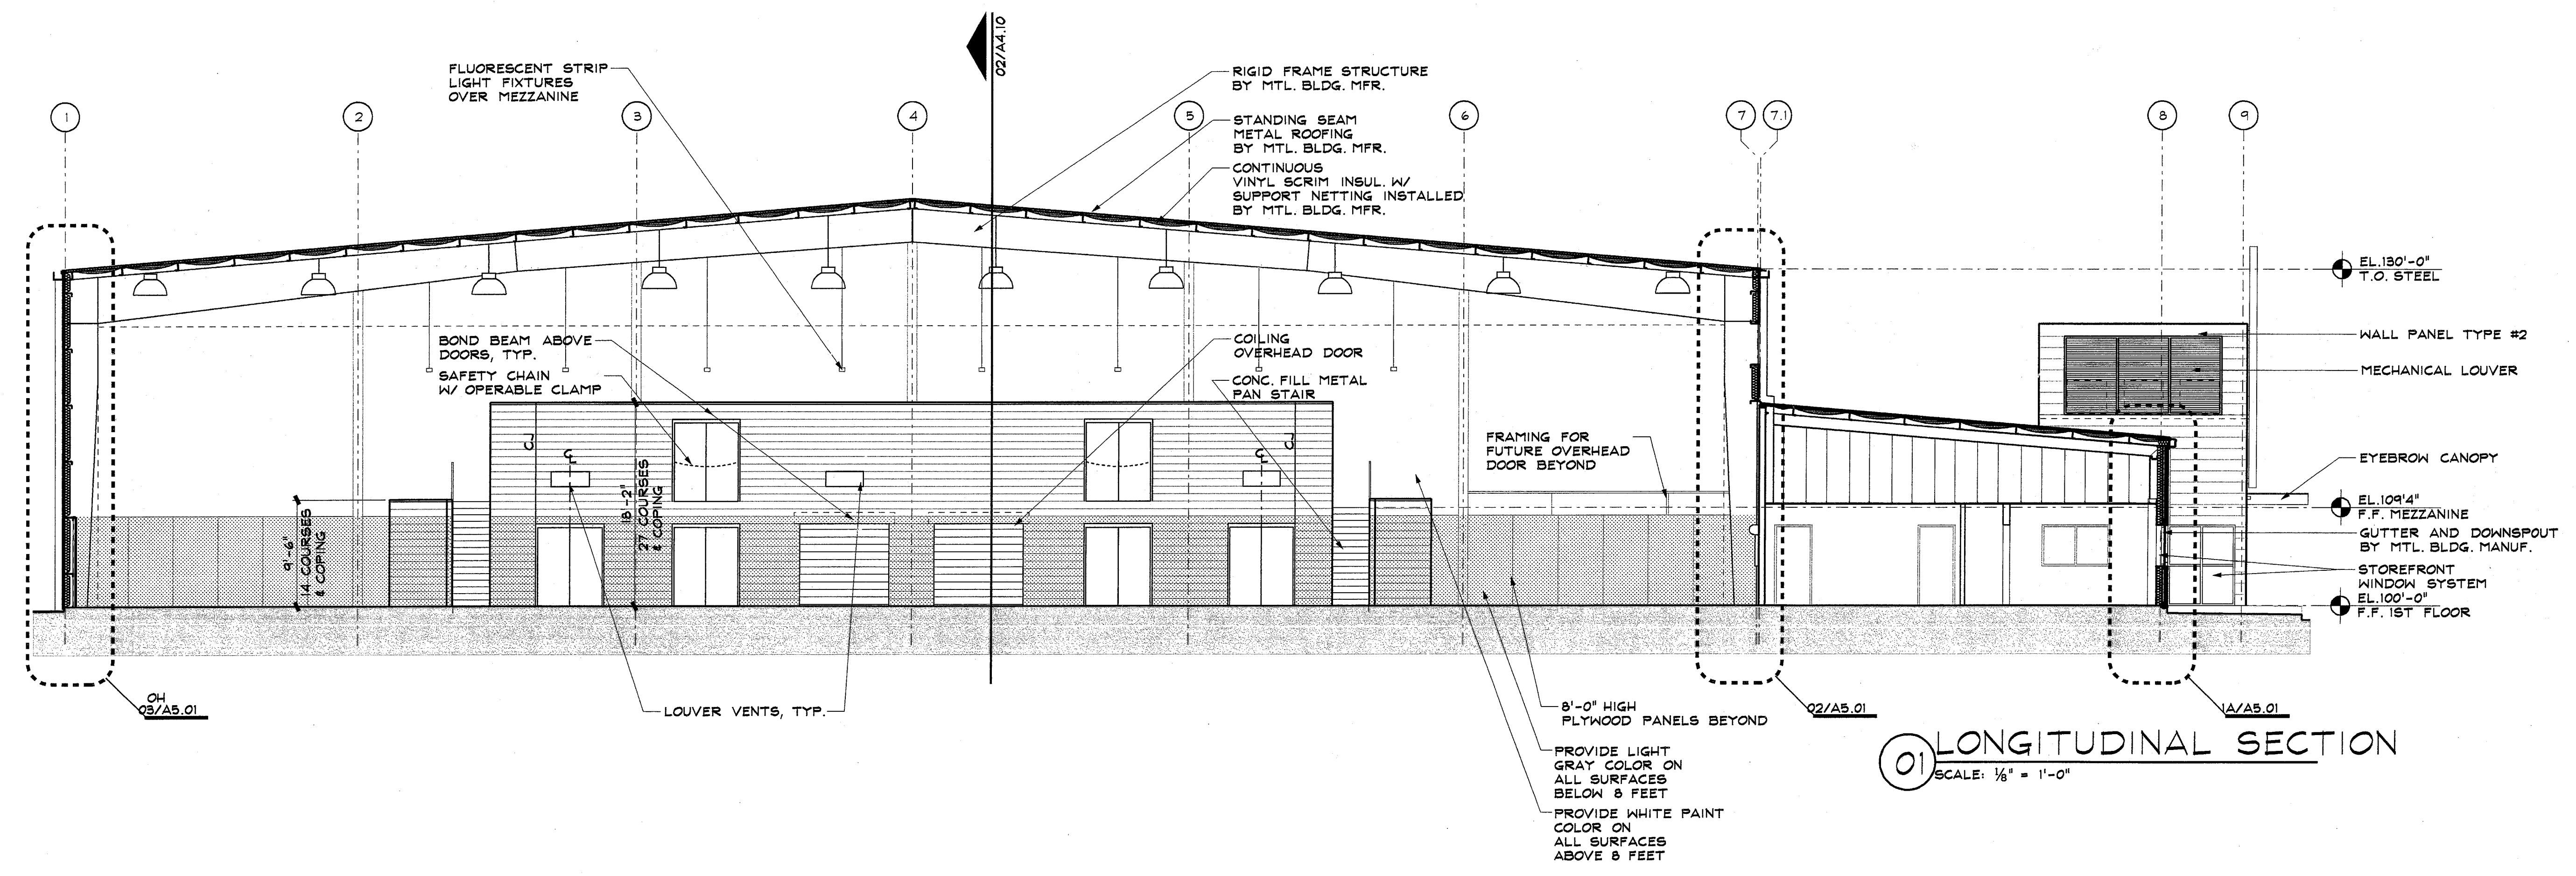 02/A4.10
FLUORESCENT STRIP
LIGHT FIXTURES
OVER MEZZANINE
RIGID FRAME STRUCTURE
BY MTL. BLDG. MFR.
1
2
3
4
5
6
7
7.1
8
9
STANDING SEAM
METAL ROOFING
BY MTL. BLDG. MFR.
CONTINUOUS
VINYL SCRIM INSUL. W/
SUPPORT NETTING INSTALLED
BY MTL. BLDG. MFR.
EL.130'-0"
T.O. STEEL
BOND BEAM ABOVE
DOORS, TYP.
SAFETY CHAIN
W/ OPERABLE CLAMP
COILING
OVERHEAD DOOR
CONC. FILL METAL
PAN STAIR
WALL PANEL TYPE #2
MECHANICAL LOUVER
CJ
CL
CL
CJ
FRAMING FOR
FUTURE OVERHEAD
DOOR BEYOND
EYEBROW CANOPY
EL.109'4"
F.F. MEZZANINE
GUTTER AND DOWNSPOUT
BY MTL. BLDG. MANUF.
STOREFRONT
WINDOW SYSTEM
EL.100'-0"
F.F. 1ST FLOOR
9'-6"
14 COURSES
& COPING
18'-2"
27 COURSES
& COPING
OH
03/A5.01
LOUVER VENTS, TYP.
8'-0" HIGH
PLYWOOD PANELS BEYOND
02/A5.01
1A/A5.01
PROVIDE LIGHT
GRAY COLOR ON
ALL SURFACES
BELOW 8 FEET
PROVIDE WHITE PAINT
COLOR ON
ALL SURFACES
ABOVE 8 FEET
01
LONGITUDINAL SECTION
SCALE: 1/8" = 1'-0"